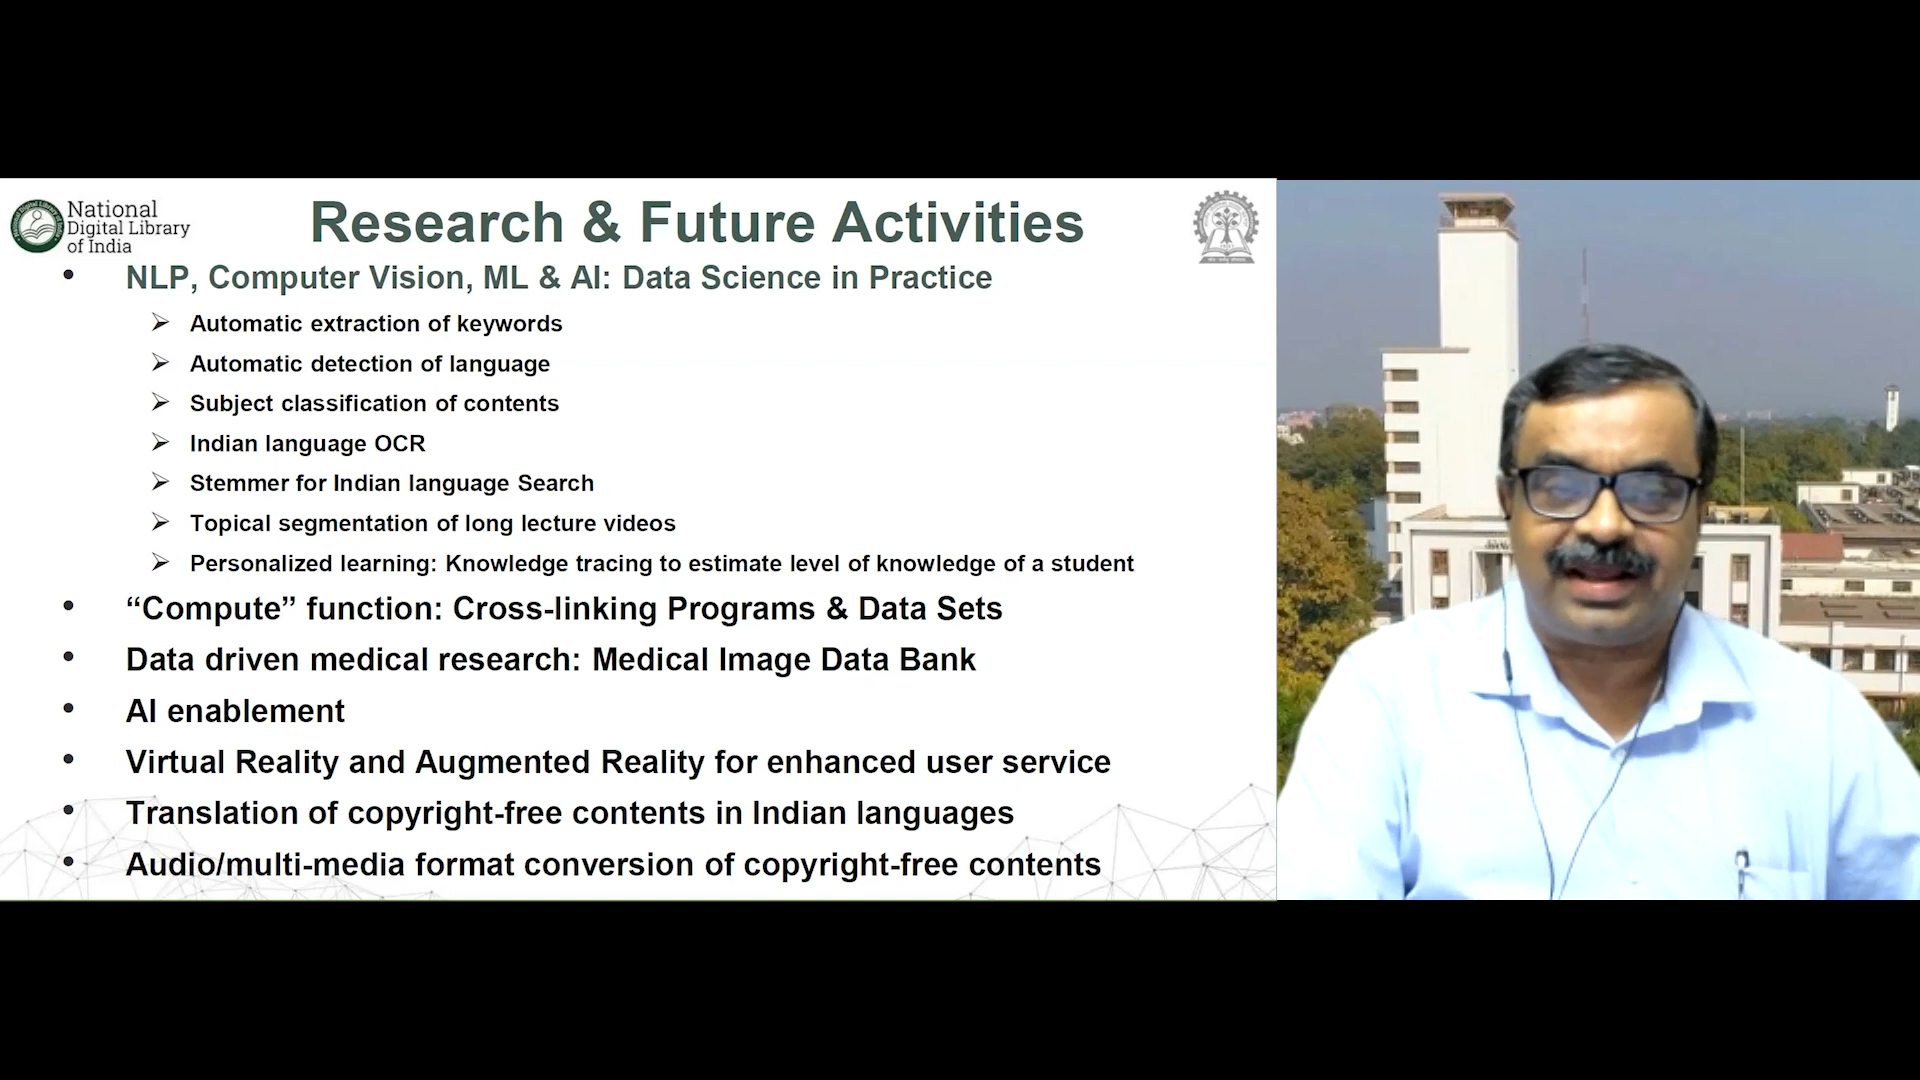 National
Digital Library
of India
Research & Future Activities
• NLP, Computer Vision, ML & AI: Data Science in Practice
➢ Automatic extraction of keywords
➢ Automatic detection of language
➢ Subject classification of contents
➢ Indian language OCR
➢ Stemmer for Indian language Search
➢ Topical segmentation of long lecture videos
➢ Personalized learning: Knowledge tracing to estimate level of knowledge of a student
• “Compute” function: Cross-linking Programs & Data Sets
• Data driven medical research: Medical Image Data Bank
• AI enablement
• Virtual Reality and Augmented Reality for enhanced user service
• Translation of copyright-free contents in Indian languages
• Audio/multi-media format conversion of copyright-free contents